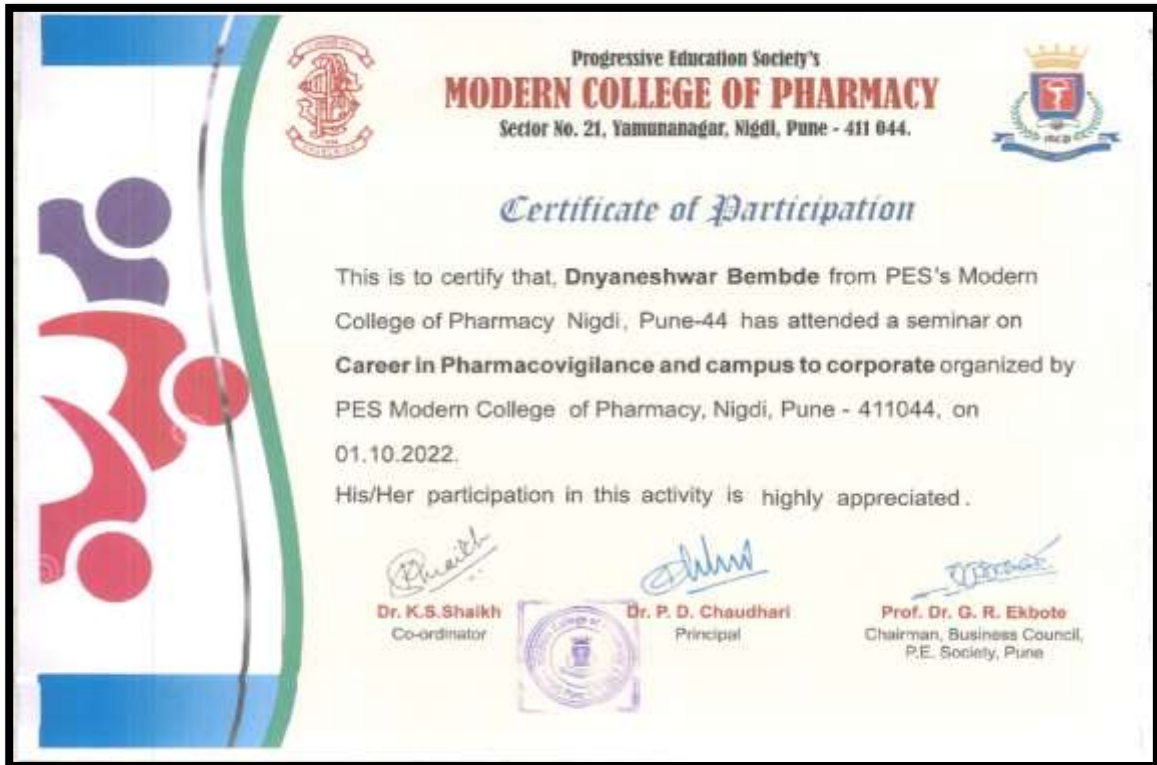 Progressive Education Society's
MODERN COLLEGE OF PHARMACY
Sector No. 21, Yamunanagar, Nigdi, Pune - 411 044.
mcp
Certificate of Participation
This is to certify that, Dnyaneshwar Bembde from PES's Modern
College of Pharmacy Nigdi, Pune-44 has attended a seminar on
Career in Pharmacovigilance and campus to corporate organized by
PES Modern College of Pharmacy, Nigdi, Pune - 411044, on
01.10.2022.
His/Her participation in this activity is highly appreciated.
Dr. K.S.Shaikh
Co-ordinator
Dr. P. D. Chaudhari
Principal
Prof. Dr. G. R. Ekbote
Chairman, Business Council,
P.E. Society, Pune